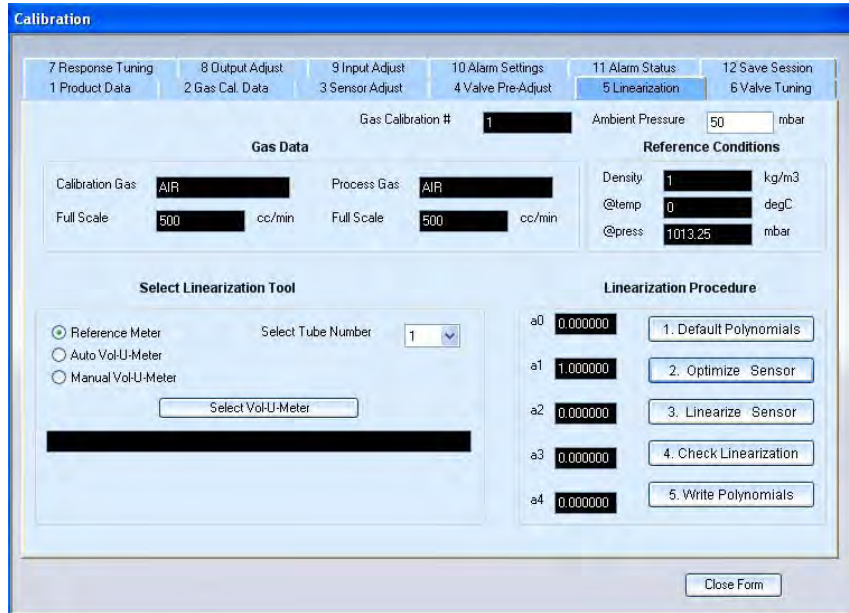 Calibration
7 Response Tuning 8 Output Adjust 9 Input Adjust 10 Alarm Settings 11 Alarm Status 12 Save Session
1 Product Data 2 Gas Cal. Data 3 Sensor Adjust 4 Valve Pre-Adjust 5 Linearization 6 Valve Tuning
Gas Calibration # 1 Ambient Pressure 50 mbar
Gas Data
Calibration Gas AIR Process Gas AIR
Full Scale 500 cc/min Full Scale 500 cc/min
Reference Conditions
Density 1 kg/m3
@temp 0 degC
@press 1013.25 mbar
Select Linearization Tool
Reference Meter Select Tube Number 1
Auto Vol-U-Meter
Manual Vol-U-Meter
Select Vol-U-Meter
Linearization Procedure
a0 0.000000 1. Default Polynomials
a1 1.000000 2. Optimize Sensor
a2 0.000000 3. Linearize Sensor
a3 0.000000 4. Check Linearization
a4 0.000000 5. Write Polynomials
Close Form